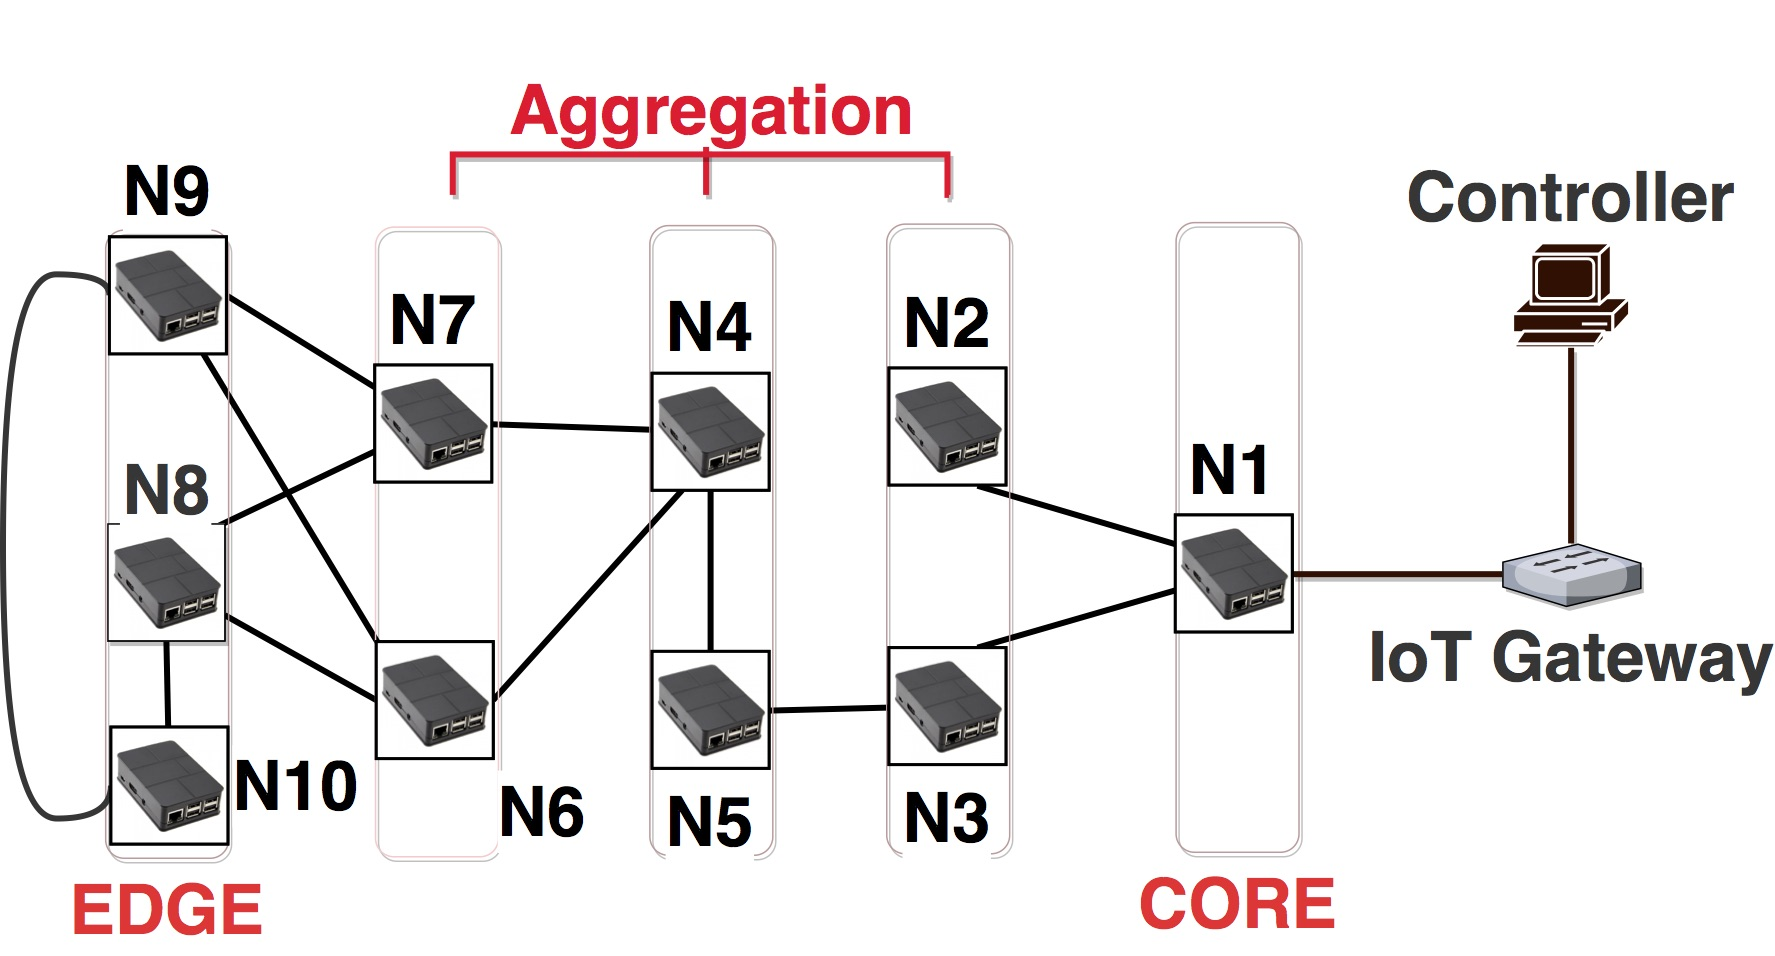 Aggregation
N9
Controller
N7
N4
N2
N8
N1
IoT Gateway
N10
N6
N5
N3
EDGE
CORE